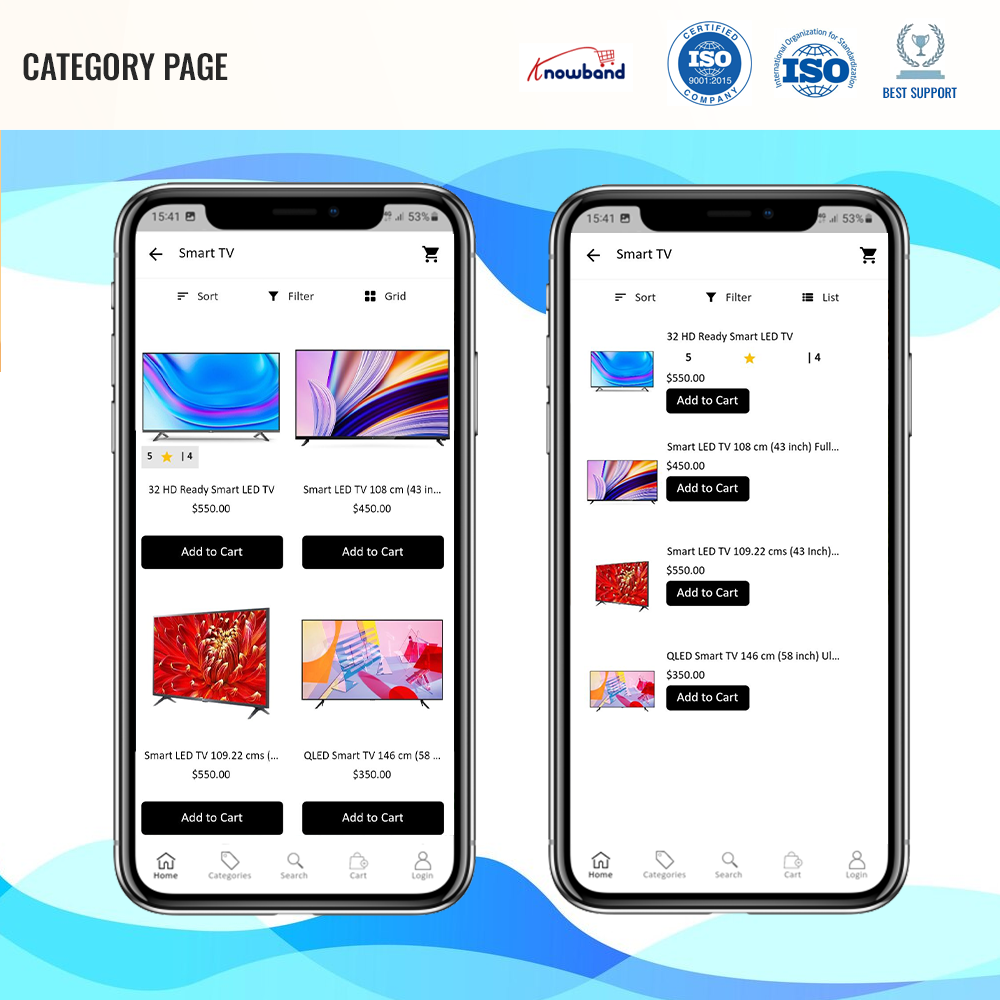 CATEGORY PAGE
Knowband
CERTIFIED
ISO
9001:2015
COMPANY
International Organization for Standardization
ISO
BEST SUPPORT
15:41
4G
53%
Smart TV
Sort
Filter
Grid
5 ★ | 4
32 HD Ready Smart LED TV
$550.00
Add to Cart
Smart LED TV 108 cm (43 in...
$450.00
Add to Cart
Smart LED TV 109.22 cms (...
$550.00
Add to Cart
QLED Smart TV 146 cm (58 ...
$350.00
Add to Cart
Home
Categories
Search
Cart
Login
15:41
4G
53%
Smart TV
Sort
Filter
List
32 HD Ready Smart LED TV
5 ★ | 4
$550.00
Add to Cart
Smart LED TV 108 cm (43 inch) Full...
$450.00
Add to Cart
Smart LED TV 109.22 cms (43 Inch)...
$550.00
Add to Cart
QLED Smart TV 146 cm (58 inch) Ul...
$350.00
Add to Cart
Home
Categories
Search
Cart
Login